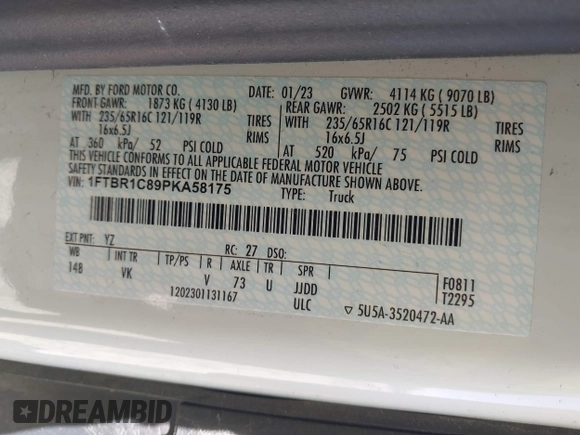 MFD. BY FORD MOTOR CO. DATE: 01/23 GVWR: 4114 KG ( 9070 LB)
FRONT GAWR: 1873 KG ( 4130 LB) REAR GAWR: 2502 KG ( 5515 LB)
WITH 235/65R16C 121/119R TIRES WITH 235/65R16C 121/119R TIRES
16x6.5J RIMS 16x6.5J RIMS
AT 360 kPa/ 52 PSI COLD AT 520 kPa/ 75 PSI COLD
THIS VEHICLE CONFORMS TO ALL APPLICABLE FEDERAL MOTOR VEHICLE
SAFETY STANDARDS IN EFFECT ON THE DATE OF MANUFACTURE SHOWN ABOVE.
VIN: 1FTBR1C89PKA58175
TYPE: Truck
EXT PNT: YZ RC: 27 DSO:
WB INT TR TP/PS R AXLE TR SPR F0811
148 VK V 73 U JJDD T2295
1202301131167 ULC ▽ 5U5A-3520472-AA
DREAMBID